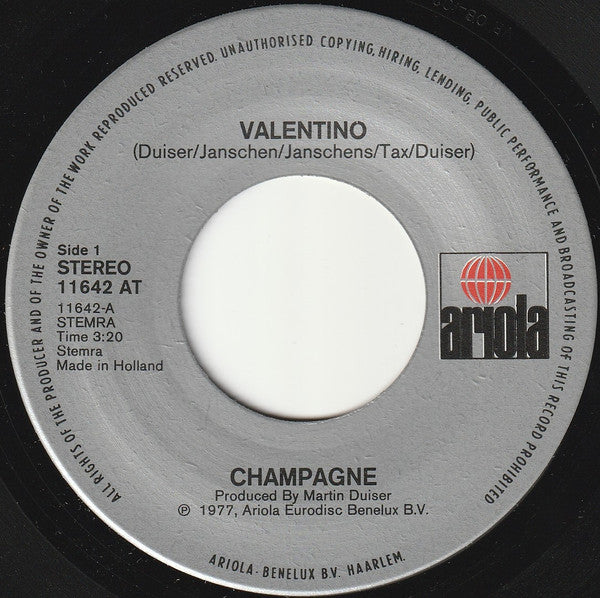 ALL RIGHTS OF THE PRODUCER AND OF THE OWNER OF THE WORK REPRODUCED RESERVED. UNAUTHORISED COPYING, HIRING, LENDING, PUBLIC PERFORMANCE AND BROADCASTING OF THIS RECORD PROHIBITED
VALENTINO
(Duiser/Janschen/Janschens/Tax/Duiser)
Side 1
STEREO
11642 AT
11642-A
STEMRA
Time 3:20
Stemra
Made in Holland
ariola
CHAMPAGNE
Produced By Martin Duiser
℗ 1977, Ariola Eurodisc Benelux B.V.
ARIOLA-BENELUX B.V. HAARLEM.